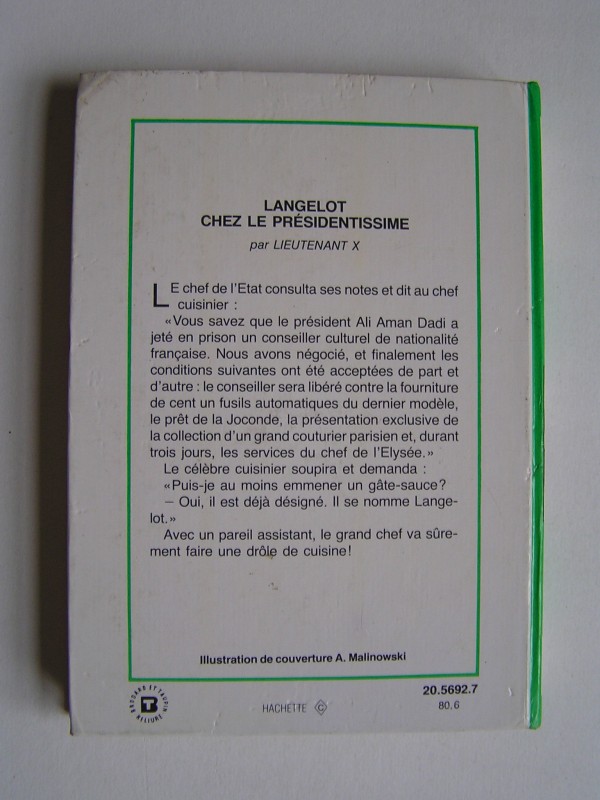 LANGELOT
CHEZ LE PRÉSIDENTISSIME
par LIEUTENANT X
LE chef de l'Etat consulta ses notes et dit au chef
cuisinier :
«Vous savez que le président Ali Aman Dadi a
jeté en prison un conseiller culturel de nationalité
française. Nous avons négocié, et finalement les
conditions suivantes ont été acceptées de part et
d'autre : le conseiller sera libéré contre la fourniture
de cent un fusils automatiques du dernier modèle,
le prêt de la Joconde, la présentation exclusive de
la collection d'un grand couturier parisien et, durant
trois jours, les services du chef de l'Elysée.»
Le célèbre cuisinier soupira et demanda :
«Puis-je au moins emmener un gâte-sauce?
– Oui, il est déjà désigné. Il se nomme Lange-
lot.»
Avec un pareil assistant, le grand chef va sûre-
ment faire une drôle de cuisine!
Illustration de couverture A. Malinowski
BRODARD ET TAUPIN
BT
RELIURE
HACHETTE C
20.5692.7
80,6